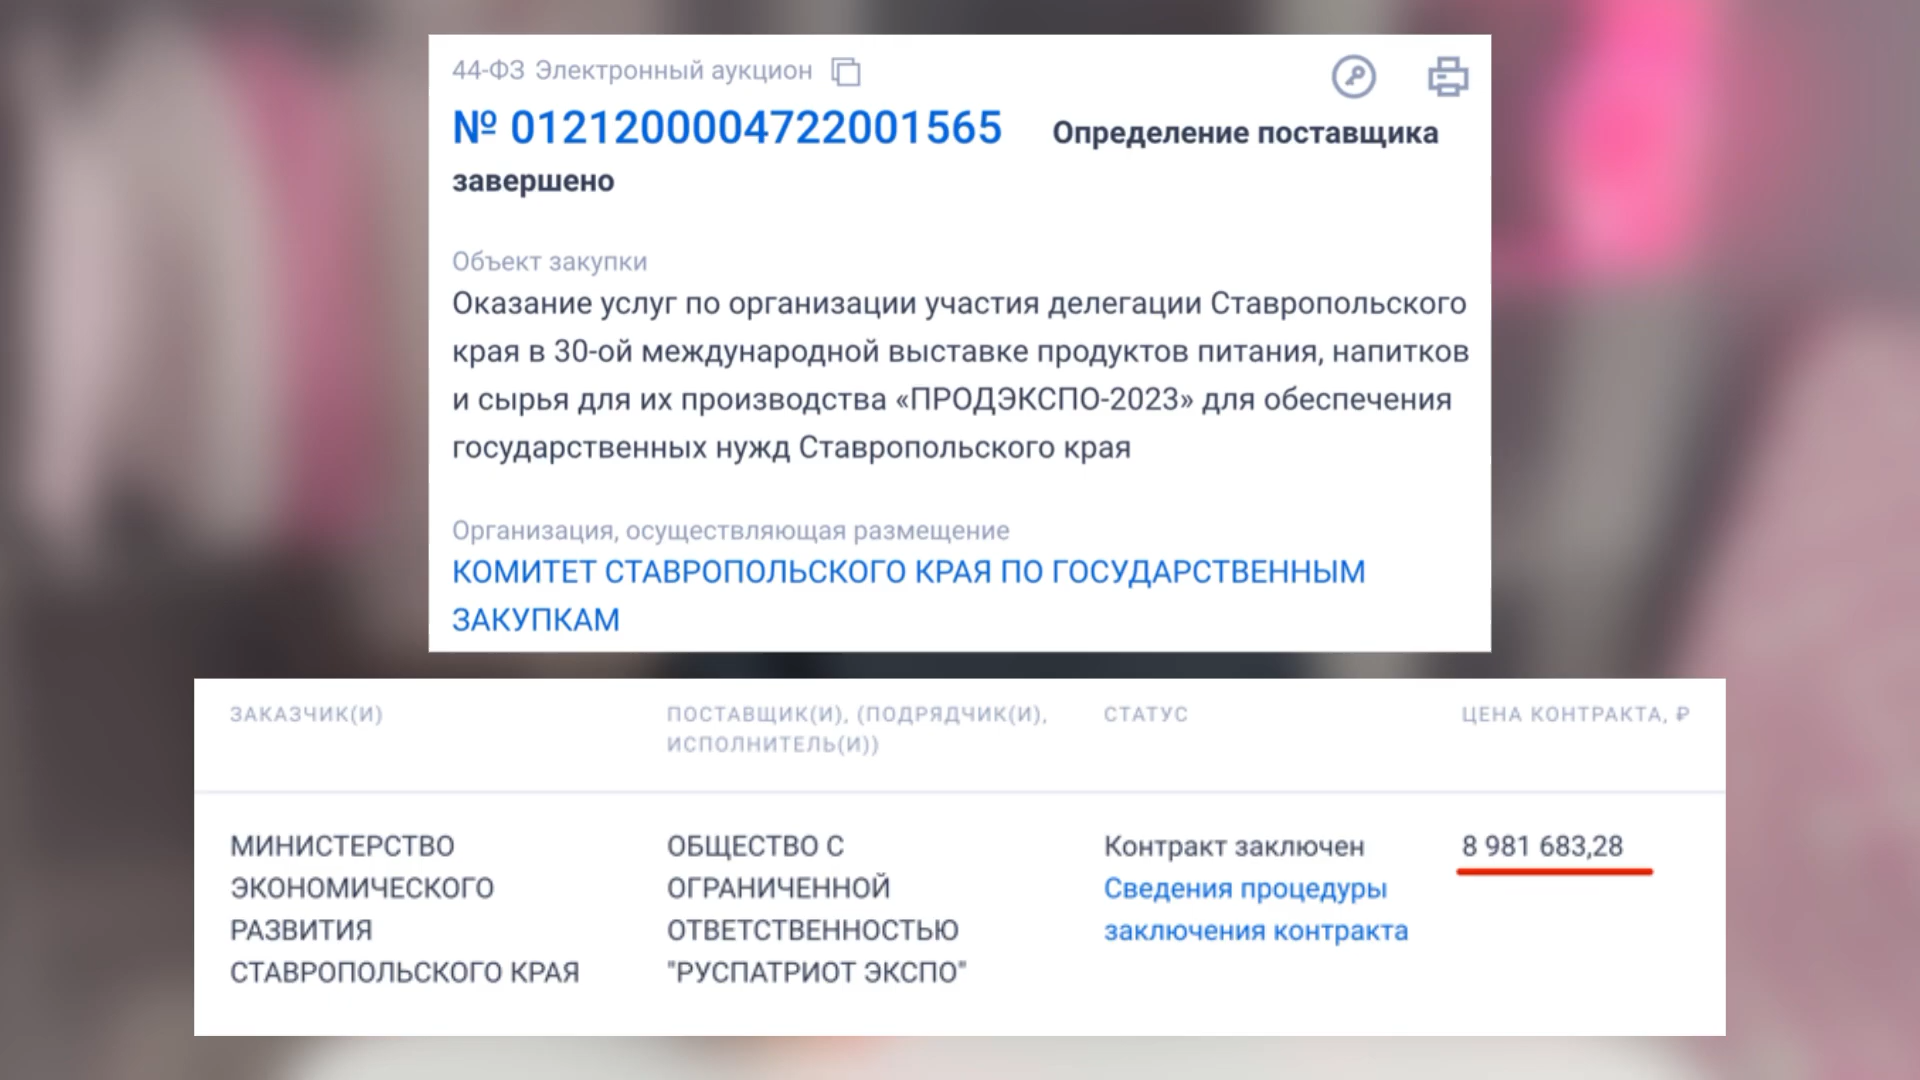 44-ФЗ Электронный аукцион
№ 0121200004722001565 Определение поставщика
завершено
Объект закупки
Оказание услуг по организации участия делегации Ставропольского
края в 30-ой международной выставке продуктов питания, напитков
и сырья для их производства «ПРОДЭКСПО-2023» для обеспечения
государственных нужд Ставропольского края
Организация, осуществляющая размещение
КОМИТЕТ СТАВРОПОЛЬСКОГО КРАЯ ПО ГОСУДАРСТВЕННЫМ
ЗАКУПКАМ
ЗАКАЗЧИК(И)
ПОСТАВЩИК(И), (ПОДРЯДЧИК(И),
ИСПОЛНИТЕЛЬ(И))
СТАТУС
ЦЕНА КОНТРАКТА, ₽
МИНИСТЕРСТВО
ЭКОНОМИЧЕСКОГО
РАЗВИТИЯ
СТАВРОПОЛЬСКОГО КРАЯ
ОБЩЕСТВО С
ОГРАНИЧЕННОЙ
ОТВЕТСТВЕННОСТЬЮ
"РУСПАТРИОТ ЭКСПО"
Контракт заключен
Сведения процедуры
заключения контракта
8 981 683,28